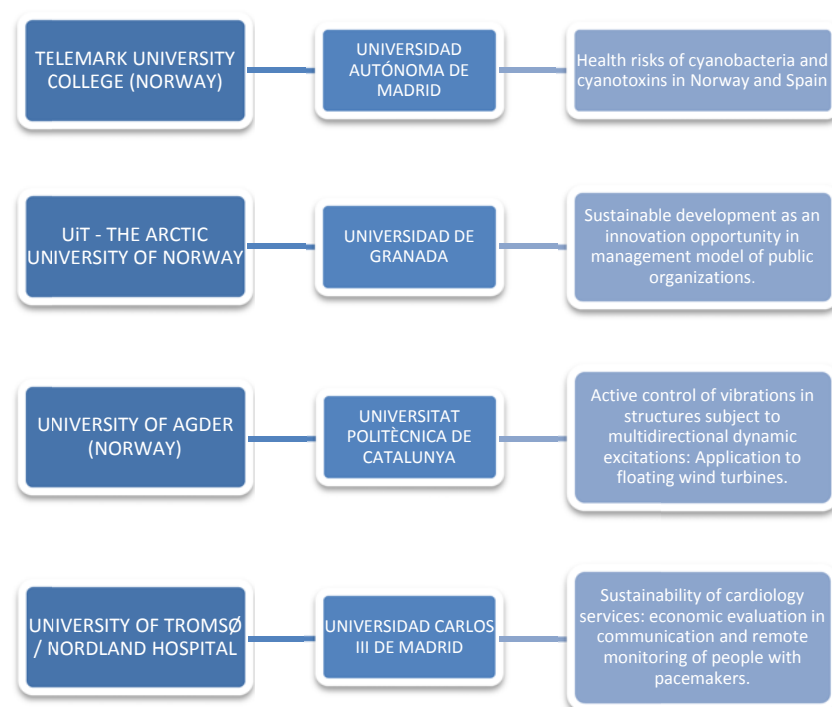 TELEMARK UNIVERSITY
COLLEGE (NORWAY)
UNIVERSIDAD
AUTÓNOMA DE
MADRID
Health risks of cyanobacteria and
cyanotoxins in Norway and Spain
UiT - THE ARCTIC
UNIVERSITY OF NORWAY
UNIVERSIDAD DE
GRANADA
Sustainable development as an
innovation opportunity in
management model of public
organizations.
UNIVERSITY OF AGDER
(NORWAY)
UNIVERSITAT
POLITÈCNICA DE
CATALUNYA
Active control of vibrations in
structures subject to
multidirectional dynamic
excitations: Application to
floating wind turbines.
UNIVERSITY OF TROMSØ
/ NORDLAND HOSPITAL
UNIVERSIDAD CARLOS
III DE MADRID
Sustainability of cardiology
services: economic evaluation in
communication and remote
monitoring of people with
pacemakers.